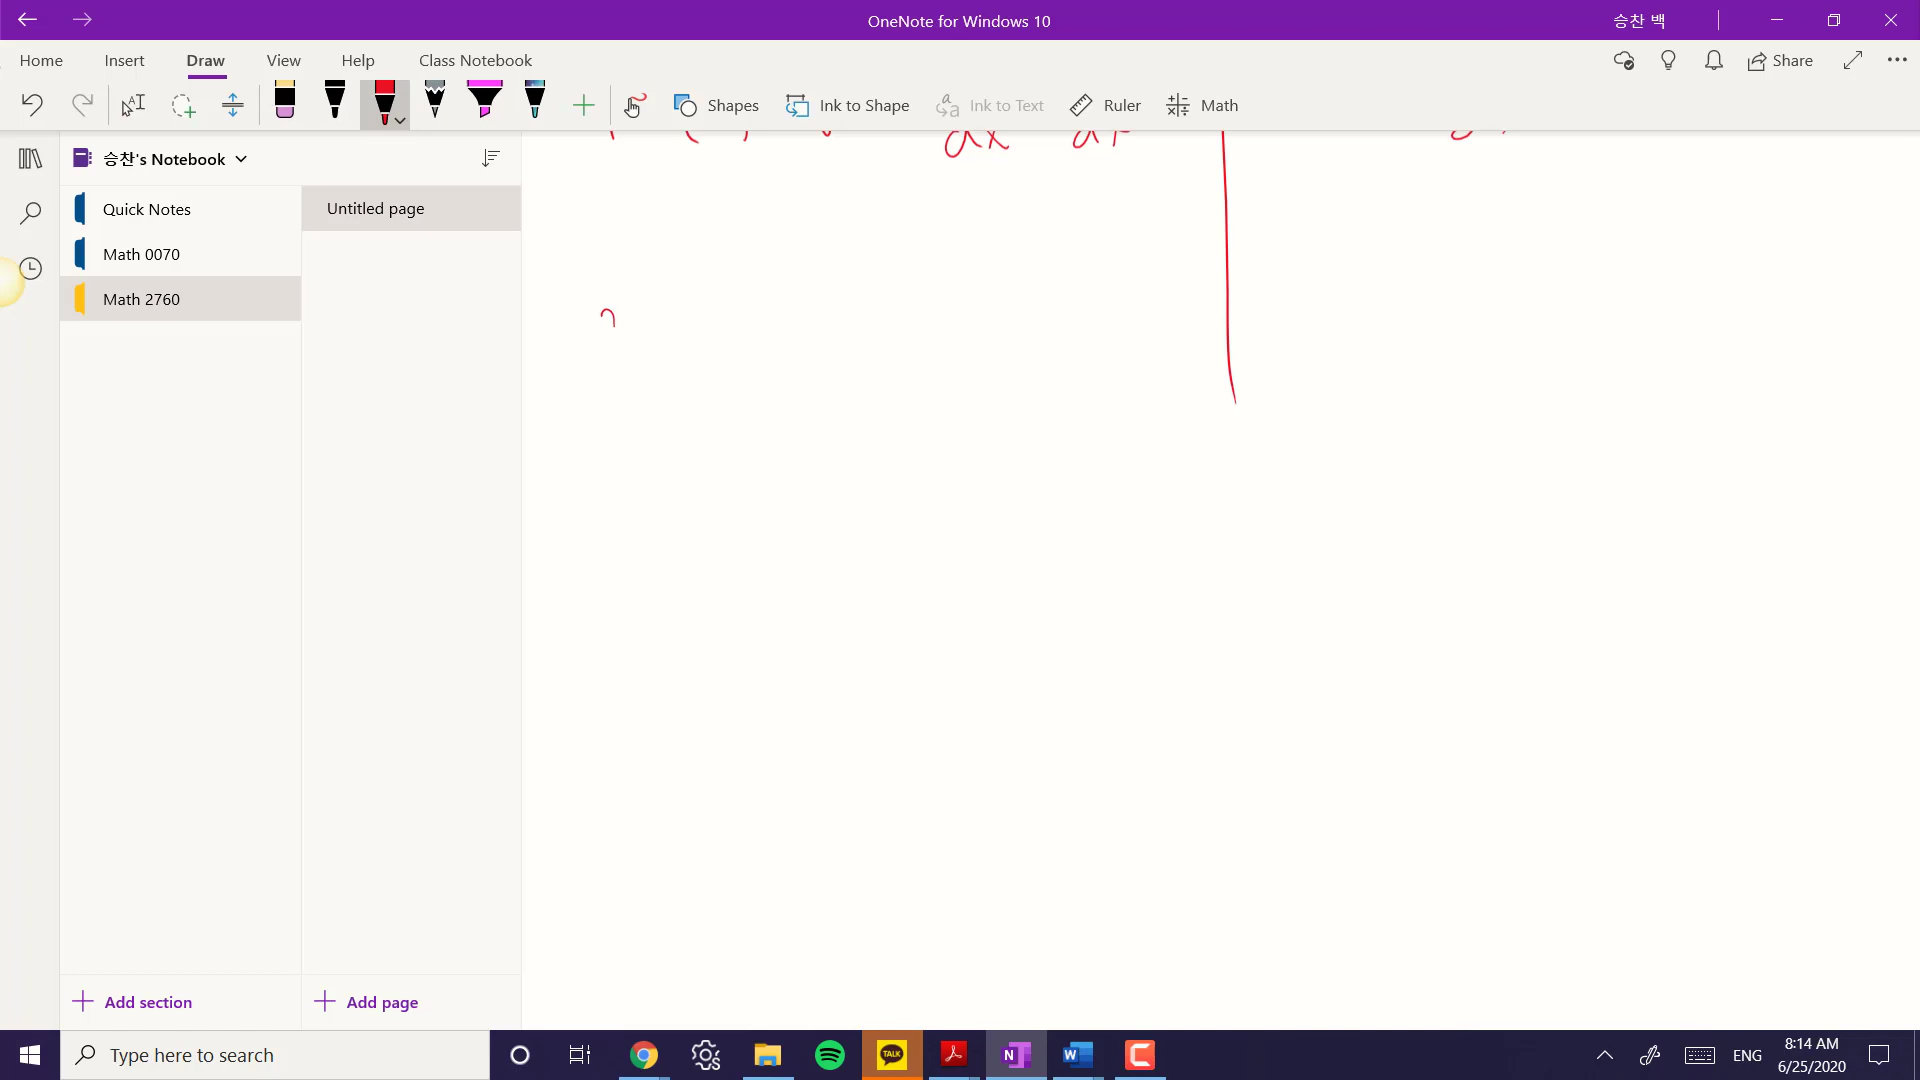 OneNote for Windows 10
승찬 백
Home Insert Draw View Help Class Notebook
Share
Shapes Ink to Shape Ink to Text Ruler Math
승찬's Notebook
Quick Notes
Untitled page
Math 0070
Math 2760
Add section
Add page
Type here to search
TALK
ENG
8:14 AM
6/25/2020